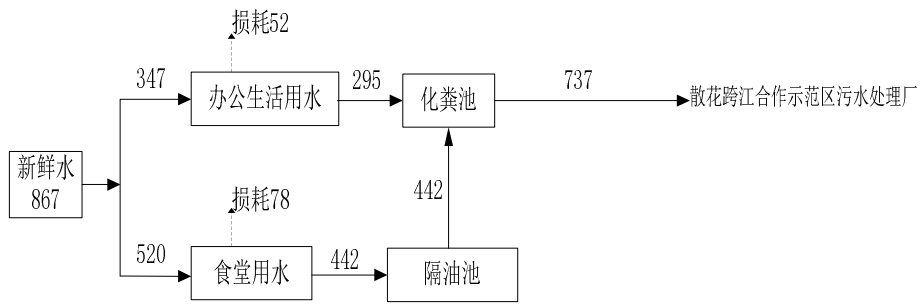 损耗52
347
办公生活用水
295
化粪池
737
散花跨江合作示范区污水处理厂
新鲜水
867
442
损耗78
520
食堂用水
442
隔油池